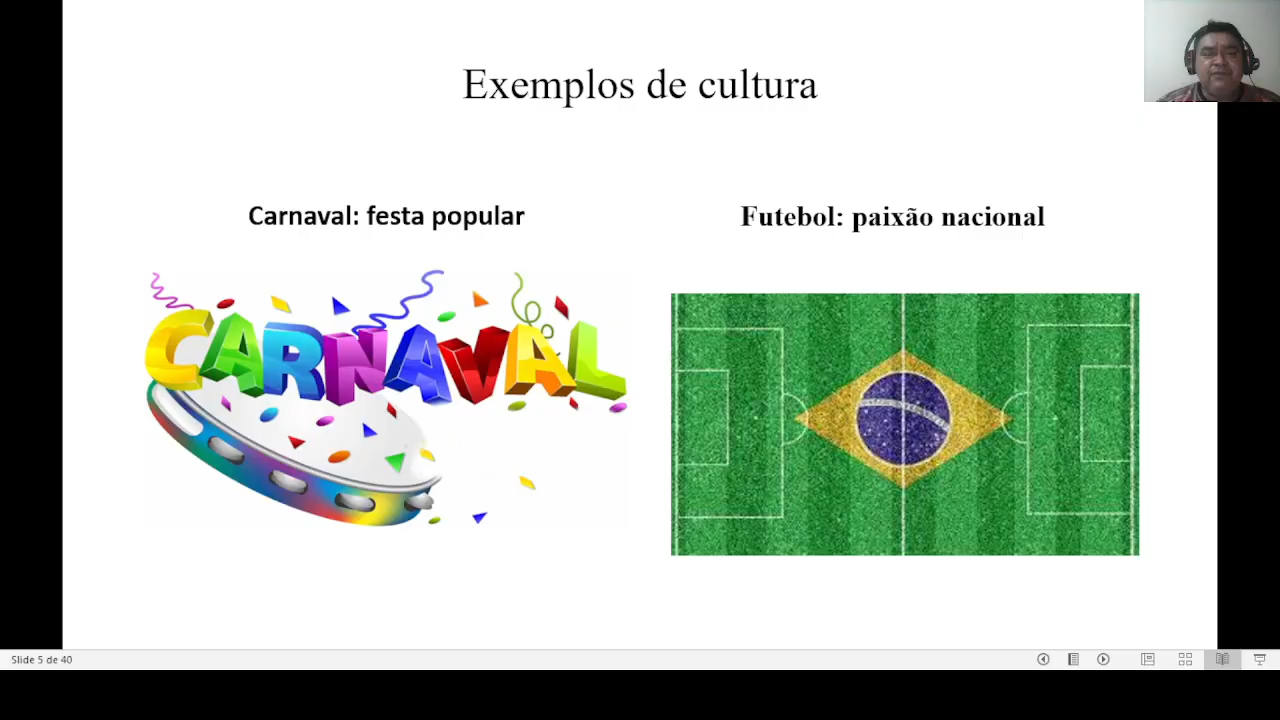 Exemplos de cultura
Carnaval: festa popular
Futebol: paixão nacional
CARNAVAL
Slide 5 de 40